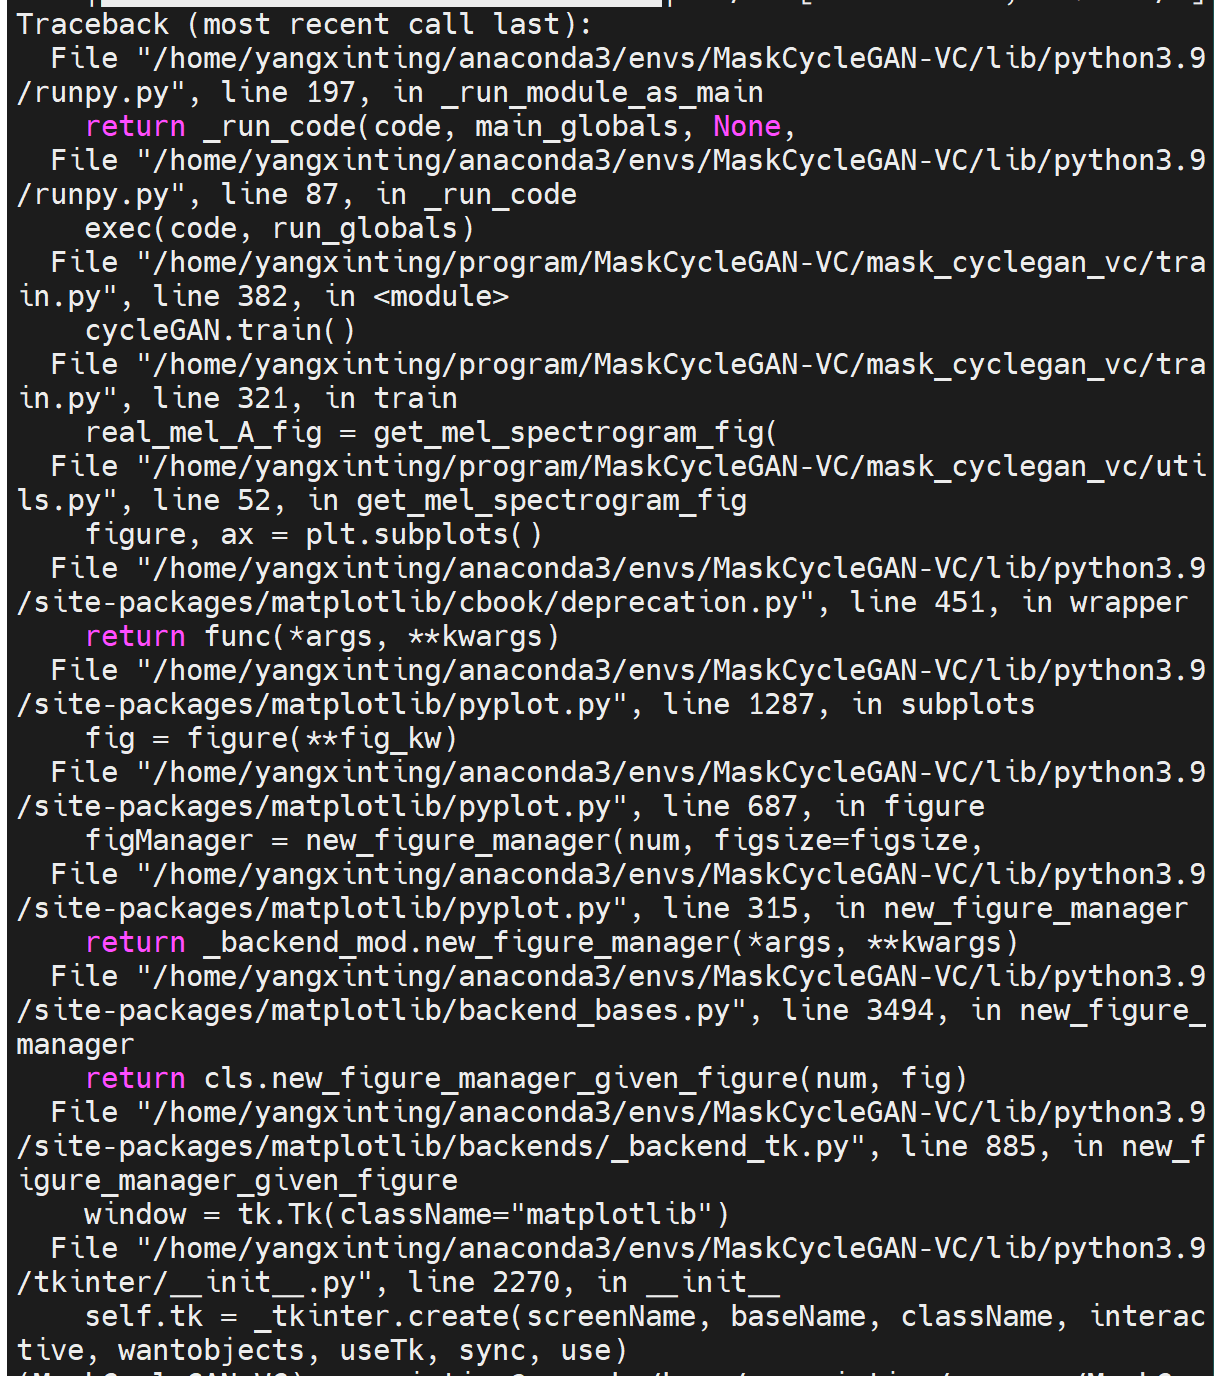 Traceback (most recent call last):
  File "/home/yangxinting/anaconda3/envs/MaskCycleGAN-VC/lib/python3.9
/runpy.py", line 197, in _run_module_as_main
    return _run_code(code, main_globals, None,
  File "/home/yangxinting/anaconda3/envs/MaskCycleGAN-VC/lib/python3.9
/runpy.py", line 87, in _run_code
    exec(code, run_globals)
  File "/home/yangxinting/program/MaskCycleGAN-VC/mask_cyclegan_vc/tra
in.py", line 382, in <module>
    cycleGAN.train()
  File "/home/yangxinting/program/MaskCycleGAN-VC/mask_cyclegan_vc/tra
in.py", line 321, in train
    real_mel_A_fig = get_mel_spectrogram_fig(
  File "/home/yangxinting/program/MaskCycleGAN-VC/mask_cyclegan_vc/uti
ls.py", line 52, in get_mel_spectrogram_fig
    figure, ax = plt.subplots()
  File "/home/yangxinting/anaconda3/envs/MaskCycleGAN-VC/lib/python3.9
/site-packages/matplotlib/cbook/deprecation.py", line 451, in wrapper
    return func(*args, **kwargs)
  File "/home/yangxinting/anaconda3/envs/MaskCycleGAN-VC/lib/python3.9
/site-packages/matplotlib/pyplot.py", line 1287, in subplots
    fig = figure(**fig_kw)
  File "/home/yangxinting/anaconda3/envs/MaskCycleGAN-VC/lib/python3.9
/site-packages/matplotlib/pyplot.py", line 687, in figure
    figManager = new_figure_manager(num, figsize=figsize,
  File "/home/yangxinting/anaconda3/envs/MaskCycleGAN-VC/lib/python3.9
/site-packages/matplotlib/pyplot.py", line 315, in new_figure_manager
    return _backend_mod.new_figure_manager(*args, **kwargs)
  File "/home/yangxinting/anaconda3/envs/MaskCycleGAN-VC/lib/python3.9
/site-packages/matplotlib/backend_bases.py", line 3494, in new_figure_
manager
    return cls.new_figure_manager_given_figure(num, fig)
  File "/home/yangxinting/anaconda3/envs/MaskCycleGAN-VC/lib/python3.9
/site-packages/matplotlib/backends/_backend_tk.py", line 885, in new_f
igure_manager_given_figure
    window = tk.Tk(className="matplotlib")
  File "/home/yangxinting/anaconda3/envs/MaskCycleGAN-VC/lib/python3.9
/tkinter/__init__.py", line 2270, in __init__
    self.tk = _tkinter.create(screenName, baseName, className, interac
tive, wantobjects, useTk, sync, use)